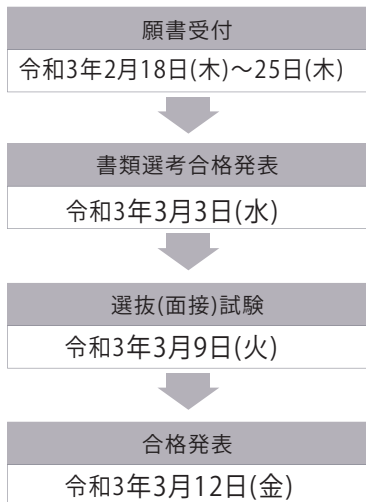 願書受付
令和3年2月18日(木)～25日(木)
書類選考合格発表
令和3年3月3日(水)
選抜(面接)試験
令和3年3月9日(火)
合格発表
令和3年3月12日(金)